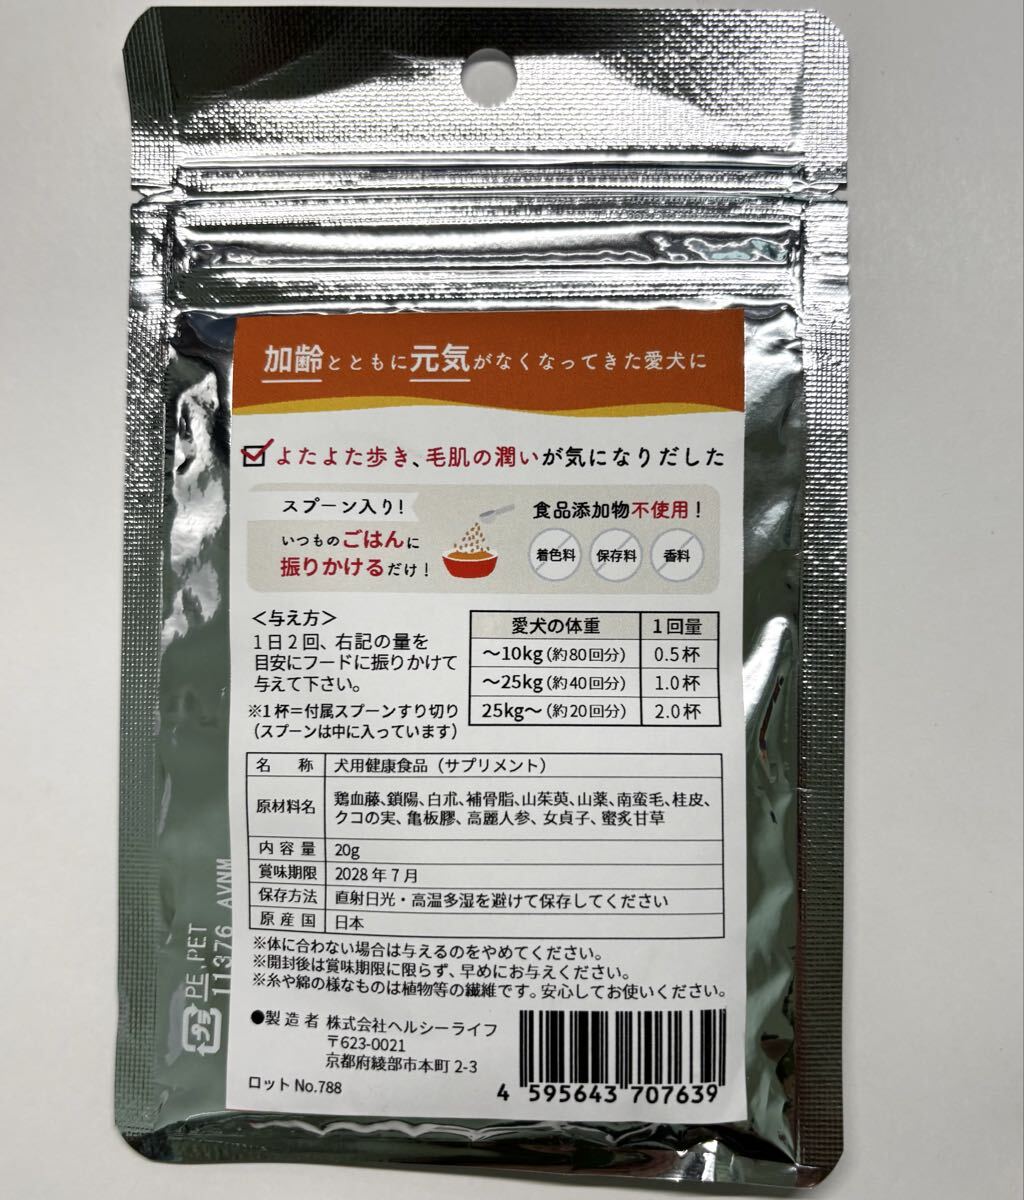 加齢とともに元気がなくなってきた愛犬に
よたよた歩き、毛肌の潤いが気になりだした
スプーン入り!
いつものごはんに
振りかけるだけ!
食品添加物不使用!
着色料 保存料 香料
<与え方>
1日2回、右記の量を
目安にフードに振りかけて
与えて下さい。
※1杯=付属スプーンすり切り
(スプーンは中に入っています)
愛犬の体重 1回量
~10kg(約80回分) 0.5杯
~25kg(約40回分) 1.0杯
25kg~(約20回分) 2.0杯
名称 犬用健康食品(サプリメント)
原材料名 鶏血藤、鎖陽、白朮、補骨脂、山茱萸、山薬、南蛮毛、桂皮、
クコの実、亀板膠、高麗人参、女貞子、蜜炙甘草
内容量 20g
賞味期限 2028年7月
保存方法 直射日光・高温多湿を避けて保存してください
原産国 日本
※体に合わない場合は与えるのをやめてください。
※開封後は賞味期限に限らず、早めにお与えください。
※糸や綿の様なものは植物等の繊維です。安心してお使いください。
●製造者 株式会社ヘルシーライフ
〒623-0021
京都府綾部市本町2-3
ロットNo.788
4 595643 707639
プラ
PE,PET
11376 AVNM